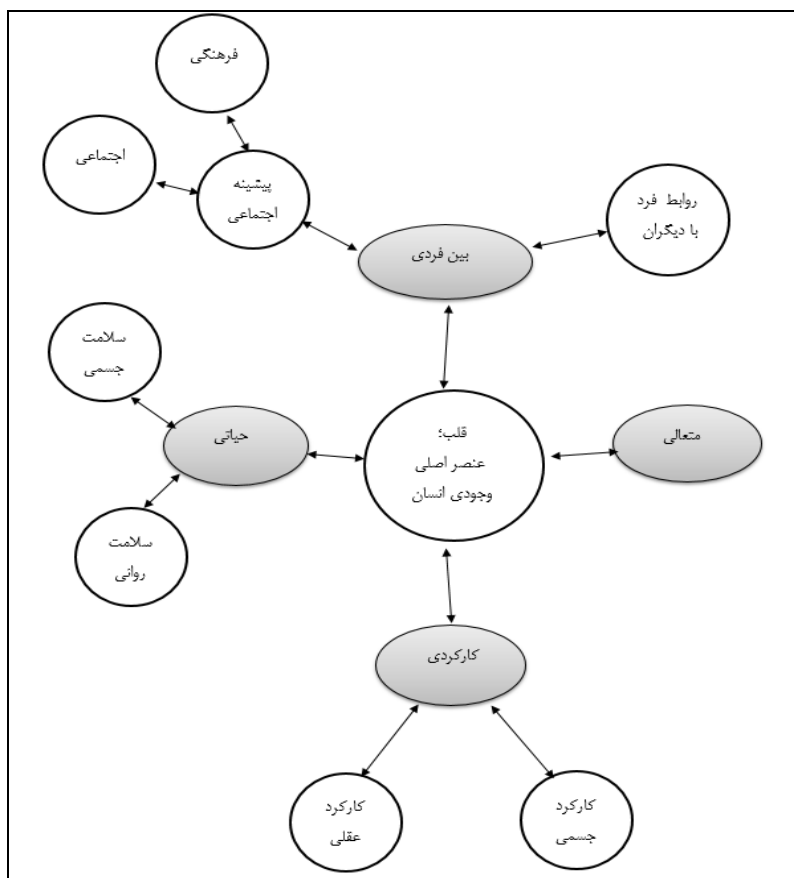 فرهنگی
اجتماعی
پیشینه
اجتماعی
روابط فرد
با دیگران
بین فردی
سلامت
جسمی
حیاتی
قلب؛
عنصر اصلی
وجودی انسان
متعالی
سلامت
روانی
کارکردی
کارکرد
جسمی
کارکرد
عقلی